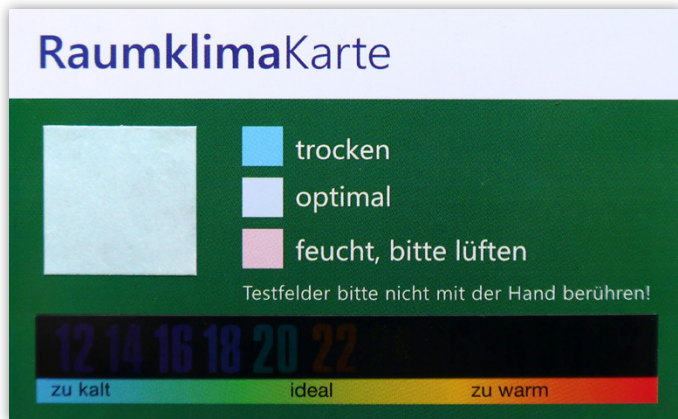 RaumklimaKarte
trocken
optimal
feucht, bitte lüften
Testfelder bitte nicht mit der Hand berühren!
12 14 16 18 20 22
zu kalt ideal zu warm